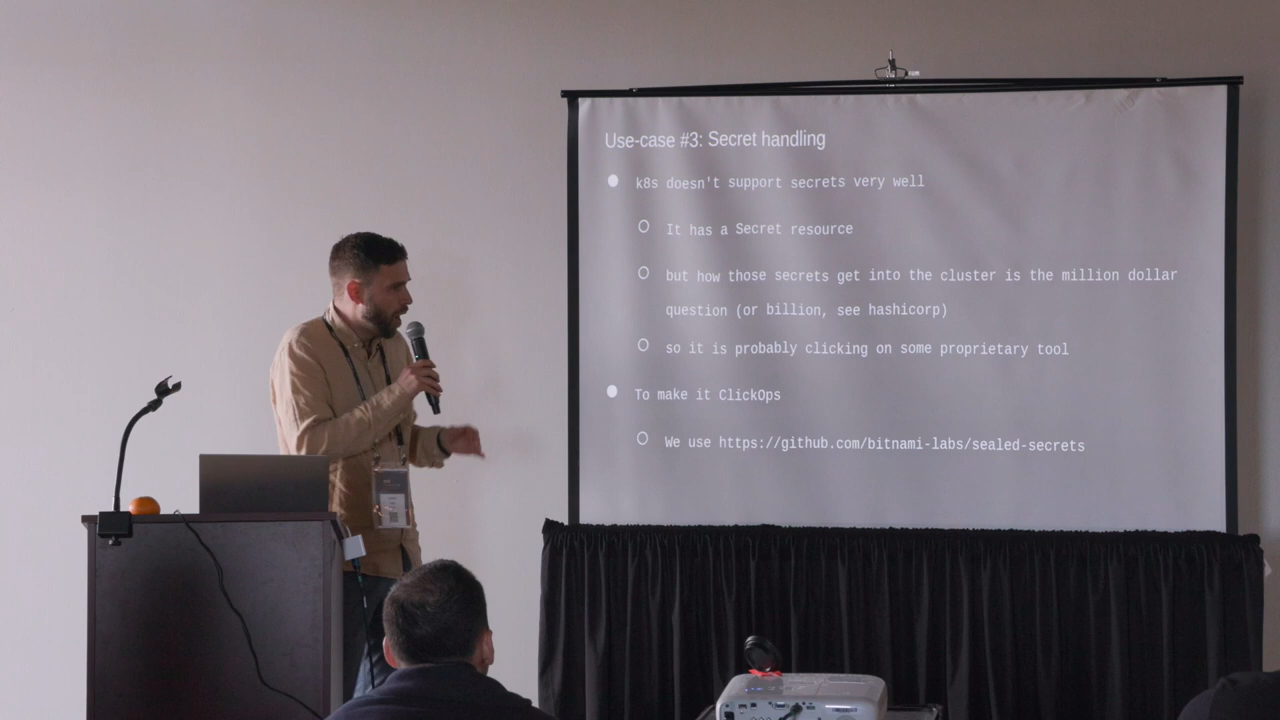 Use-case #3: Secret handling
k8s doesn't support secrets very well
It has a Secret resource
but how those secrets get into the cluster is the million dollar
question (or billion, see hashicorp)
so it is probably clicking on some proprietary tool
To make it ClickOps
We use https://github.com/bitnami-labs/sealed-secrets